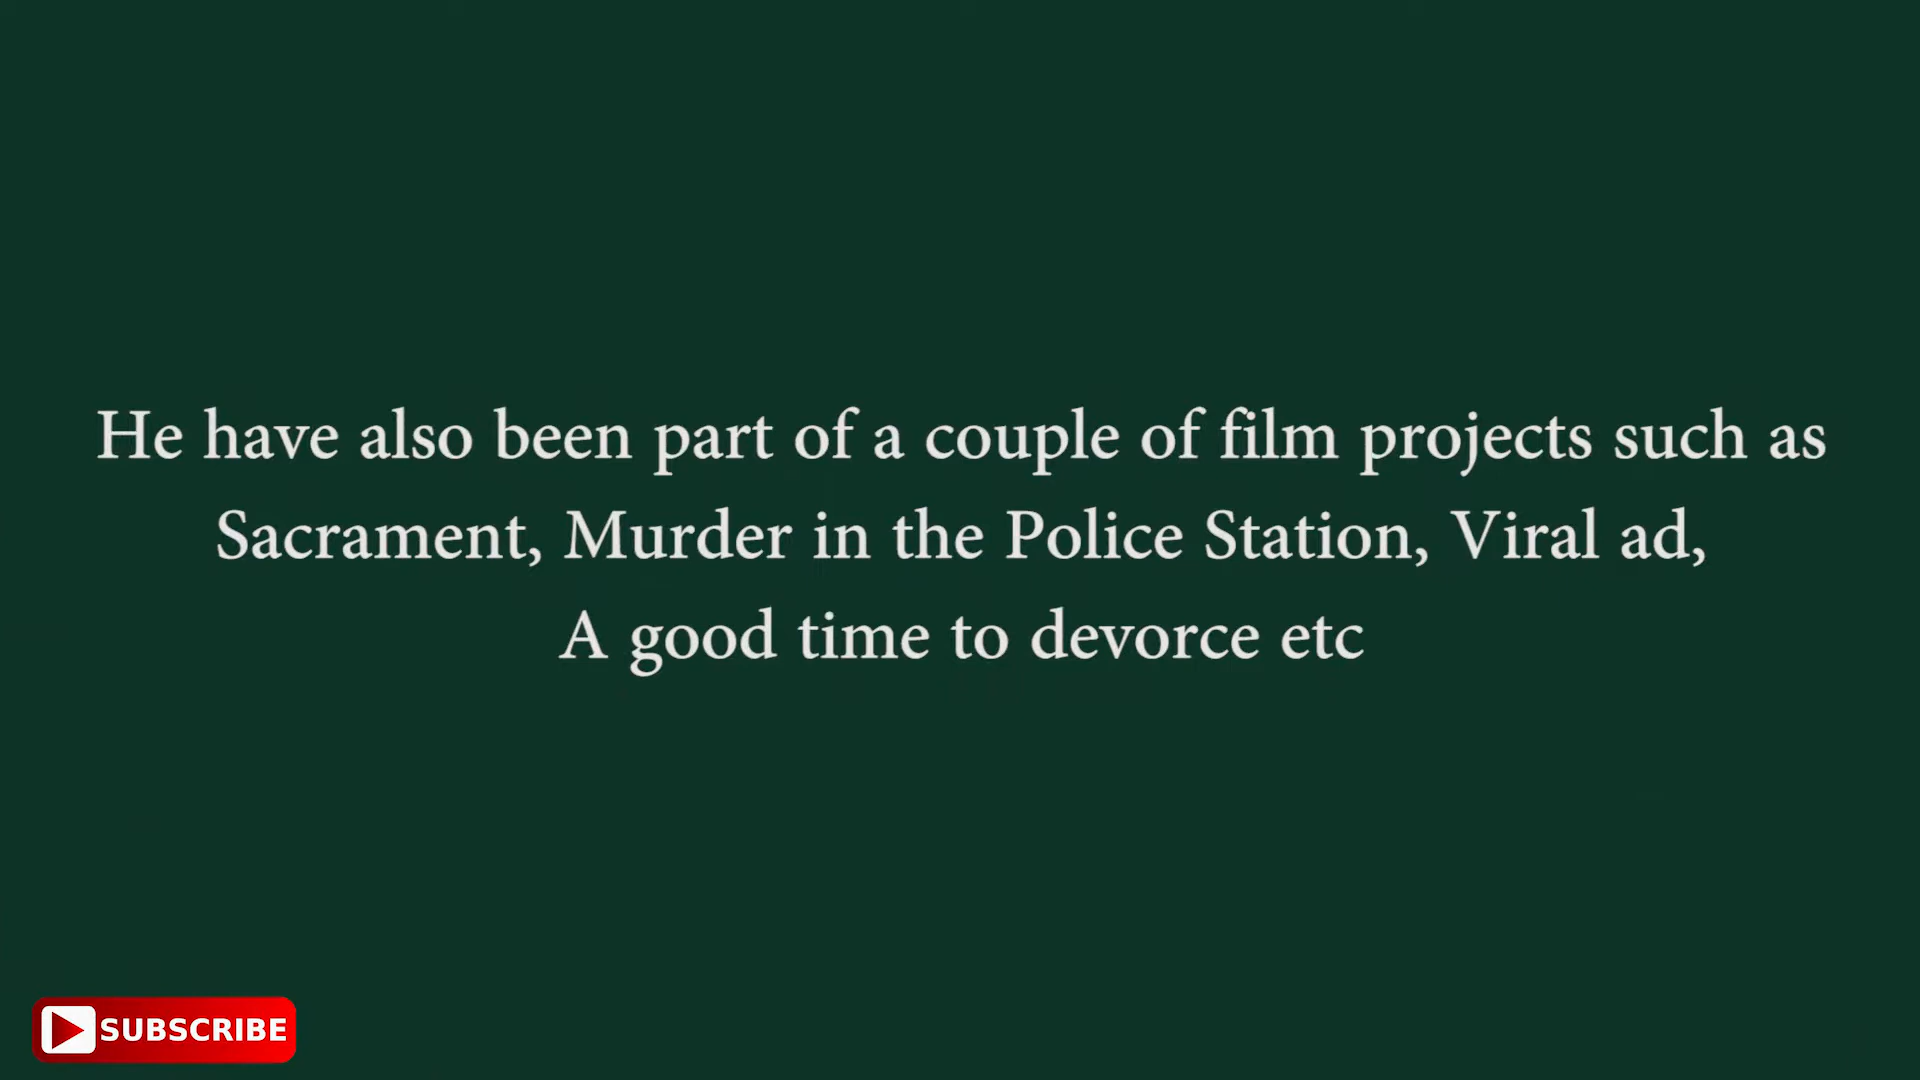 He have also been part of a couple of film projects such as
Sacrament, Murder in the Police Station, Viral ad,
A good time to devorce etc
SUBSCRIBE